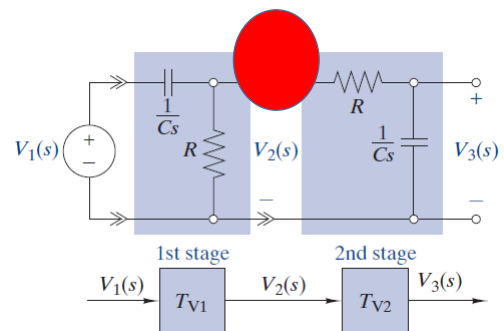 1
Cs
R
R
1
Cs
+
V1(s)
+
−
V2(s)
V3(s)
−
−
1st stage
2nd stage
V1(s)
TV1
V2(s)
TV2
V3(s)